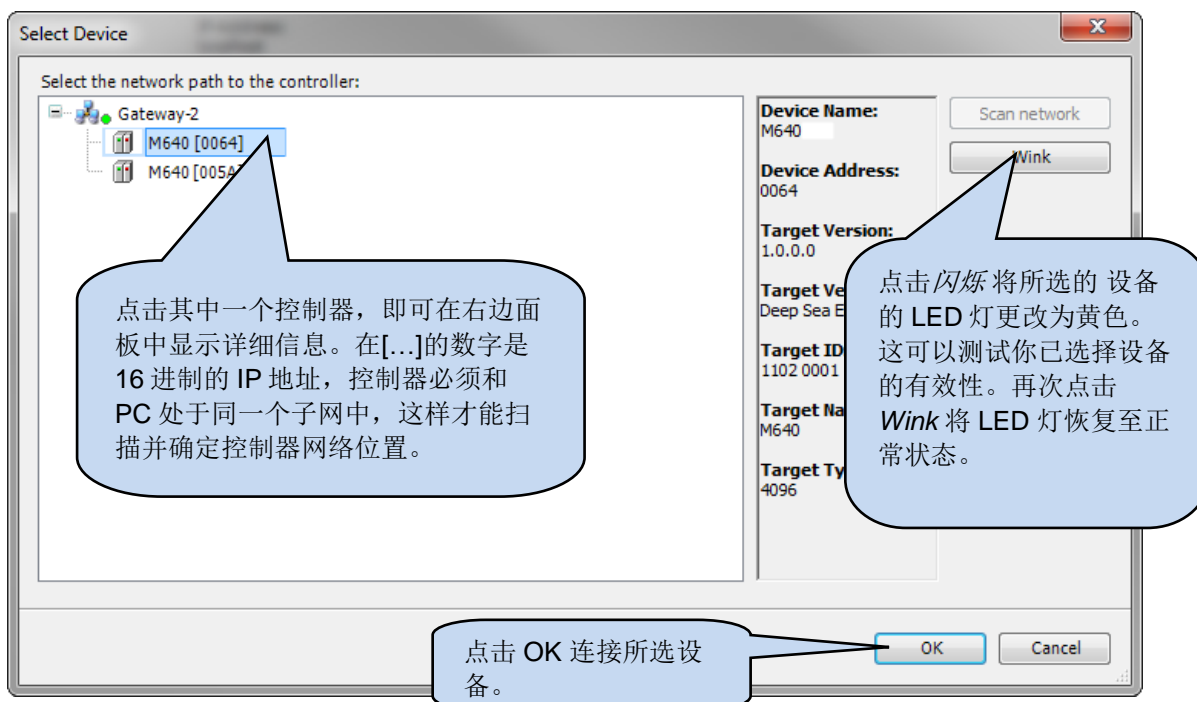 Select Device
Select the network path to the controller:
Gateway-2
M640 [0064]
M640 [005A]
Device Name:
M640
Device Address:
0064
Target Version:
1.0.0.0
Target Ve
Deep Sea E
Target ID
1102 0001
Target Na
M640
Target Ty
4096
Scan network
Wink
点击其中一个控制器，即可在右边面
板中显示详细信息。在[…]的数字是
16 进制的 IP 地址，控制器必须和
PC 处于同一个子网中，这样才能扫
描并确定控制器网络位置。
点击闪烁 将所选的 设备
的 LED 灯更改为黄色。
这可以测试你已选择设备
的有效性。再次点击
Wink 将 LED 灯恢复至正
常状态。
点击 OK 连接所选设
备。
OK
Cancel